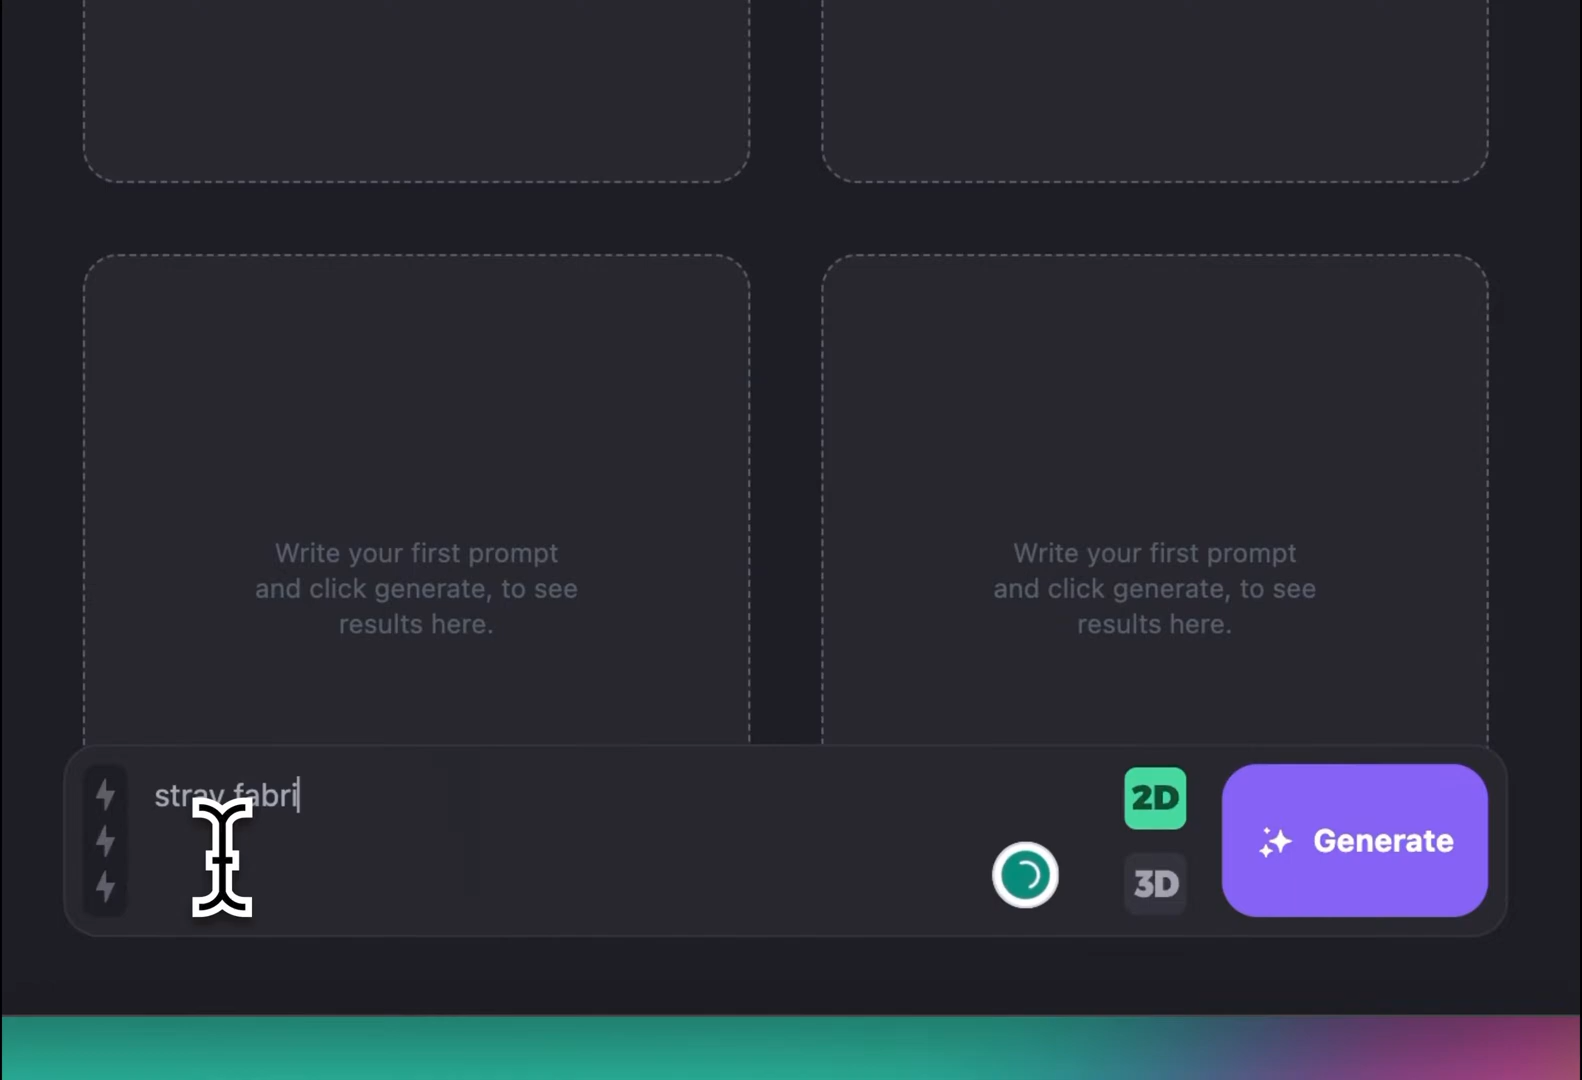 Write your first prompt
and click generate, to see
results here.
Write your first prompt
and click generate, to see
results here.
stray fabri
2D
3D
Generate